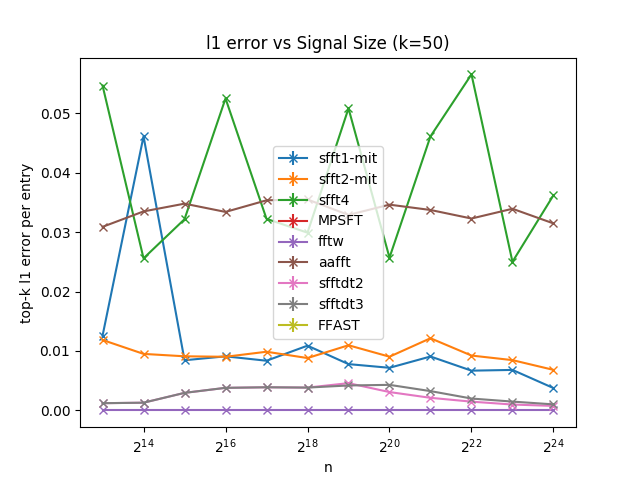 l1 error vs Signal Size (k=50)
top-k l1 error per entry
0.05
0.04
0.03
0.02
0.01
0.00
sfft1-mit
sfft2-mit
sfft4
MPSFT
fftw
aafft
sfftdt2
sfftdt3
FFAST
2^14 2^16 2^18 2^20 2^22 2^24
n